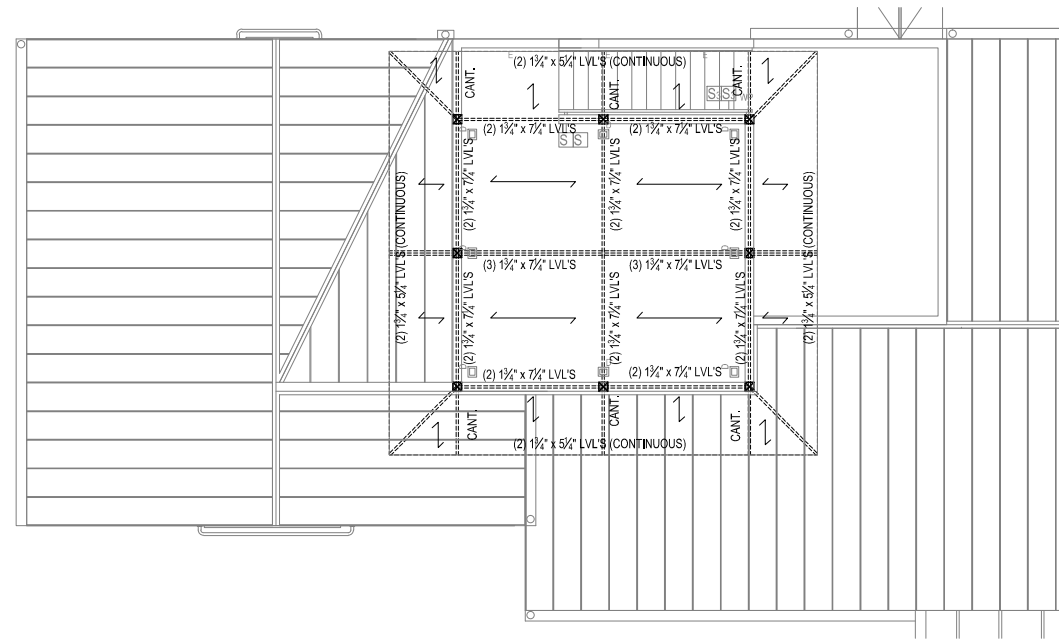 (2) 1¾" x 5¼" LVL'S (CONTINUOUS)
CANT.
CANT.
CANT.
S S
(2) 1¾" x 7¼" LVL'S
(2) 1¾" x 7¼" LVL'S
S S
(2) 1¾" x 7¼" LVL'S
(2) 1¾" x 7¼" LVL'S
(2) 1¾" x 7¼" LVL'S
(2) 1¾" x 5¼" LVL'S (CONTINUOUS)
(2) 1¾" x 5¼" LVL'S (CONTINUOUS)
(3) 1¾" x 7¼" LVL'S
(3) 1¾" x 7¼" LVL'S
(2) 1¾" x 7¼" LVL'S
(2) 1¾" x 7¼" LVL'S
(2) 1¾" x 7¼" LVL'S
(2) 1¾" x 7¼" LVL'S
(2) 1¾" x 7¼" LVL'S
CANT.
CANT.
CANT.
(2) 1¾" x 5¼" LVL'S (CONTINUOUS)